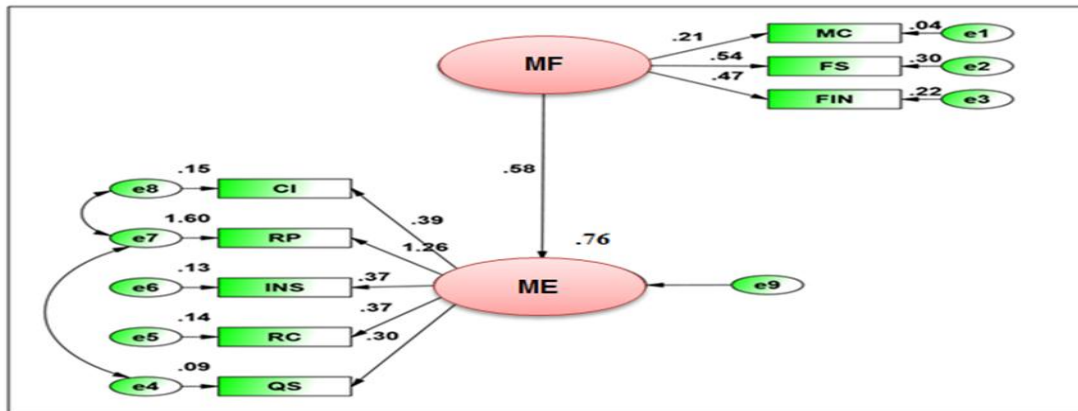 .21 MC .04 e1
MF .54 FS .30 e2
.47 FIN .22 e3
.58
e8 .15 CI .39
e7 1.60 RP 1.26 .76
e6 .13 INS .37 ME e9
e5 .14 RC .37
e4 .09 QS .30